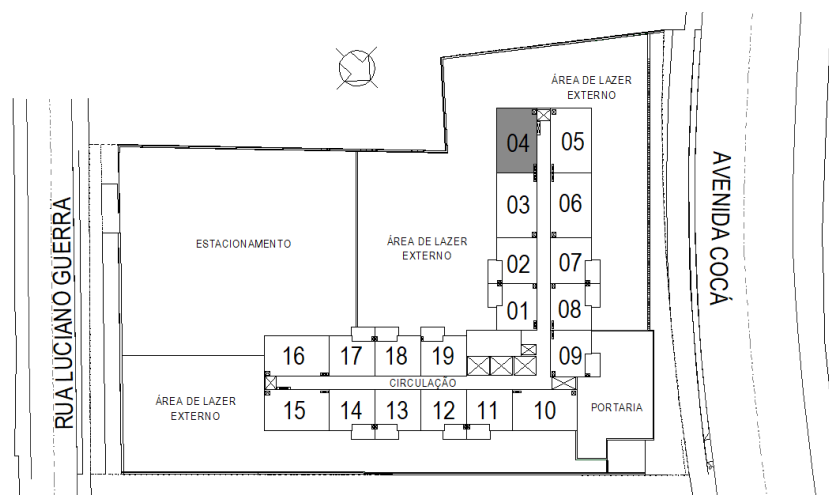 ÁREA DE LAZER
EXTERNO
04
05
03
06
02
07
01
08
09
ESTACIONAMENTO
ÁREA DE LAZER
EXTERNO
RUA LUCIANO GUERRA
AVENIDA COCÁ
16
17
18
19
CIRCULAÇÃO
15
14
13
12
11
10
ÁREA DE LAZER
EXTERNO
PORTARIA